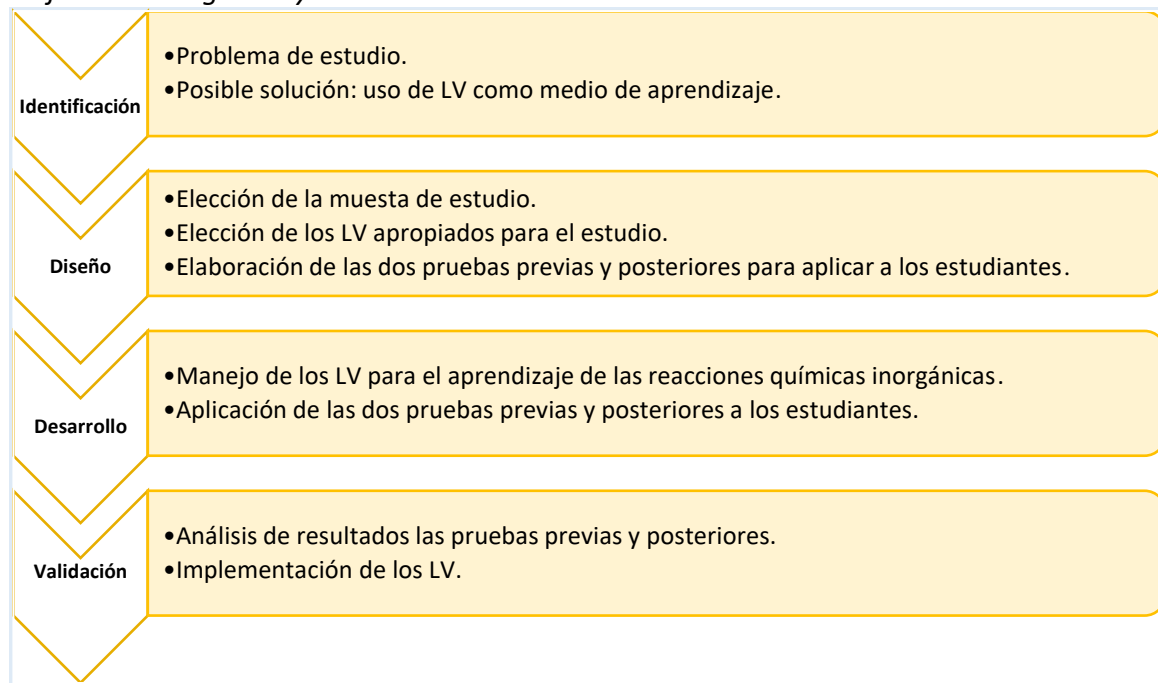 Identificación
•Problema de estudio.
•Posible solución: uso de LV como medio de aprendizaje.
Diseño
•Elección de la muesta de estudio.
•Elección de los LV apropiados para el estudio.
•Elaboración de las dos pruebas previas y posteriores para aplicar a los estudiantes.
Desarrollo
•Manejo de los LV para el aprendizaje de las reacciones químicas inorgánicas.
•Aplicación de las dos pruebas previas y posteriores a los estudiantes.
Validación
•Análisis de resultados las pruebas previas y posteriores.
•Implementación de los LV.